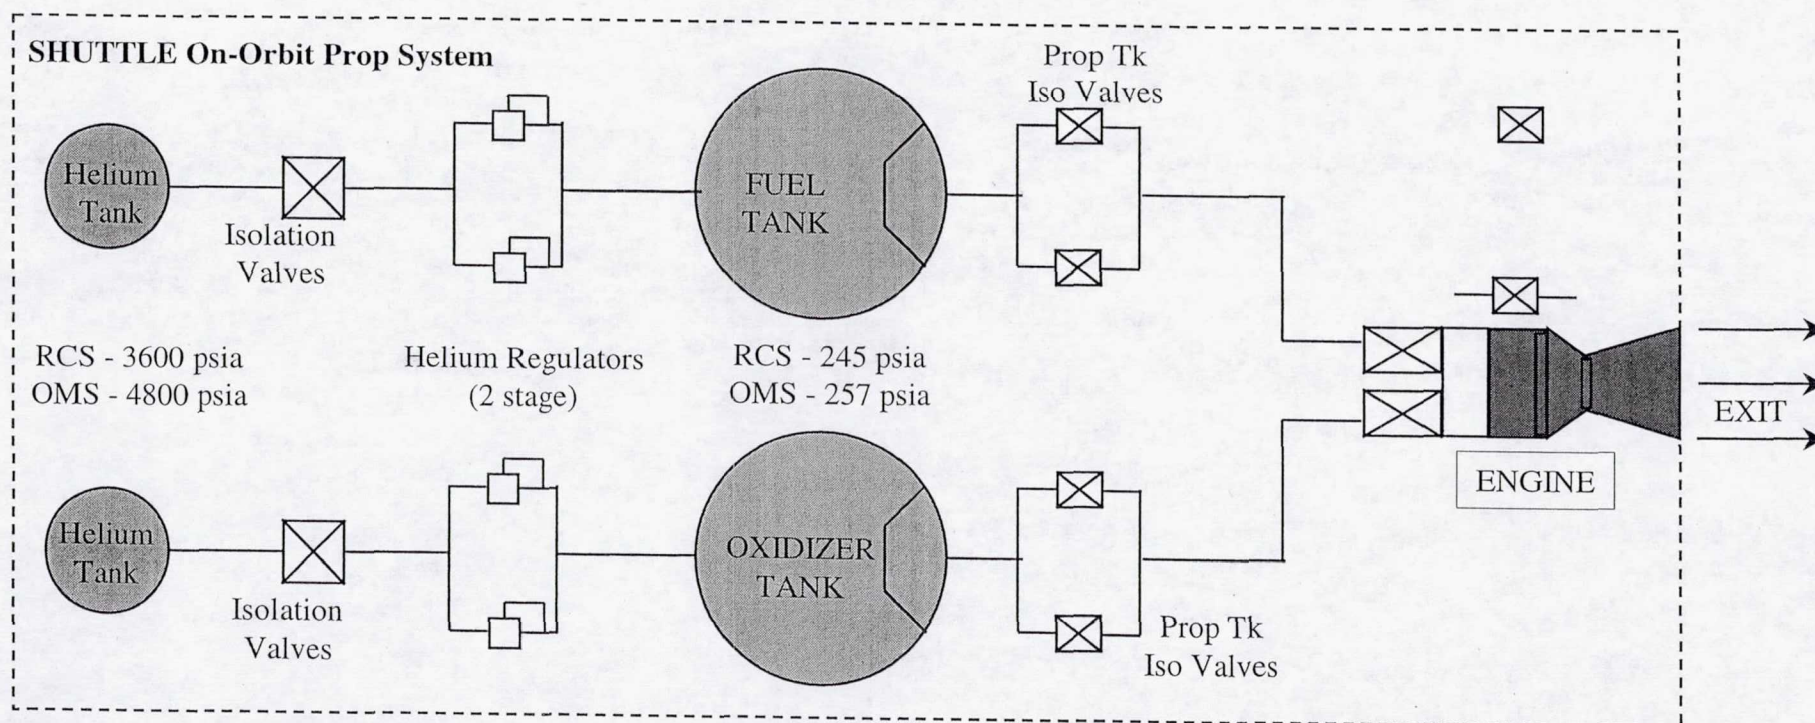 SHUTTLE On-Orbit Prop System
Prop Tk
Iso Valves
Helium
Tank
Isolation
Valves
FUEL
TANK
RCS - 3600 psia
OMS - 4800 psia
Helium Regulators
(2 stage)
RCS - 245 psia
OMS - 257 psia
EXIT
ENGINE
Helium
Tank
Isolation
Valves
OXIDIZER
TANK
Prop Tk
Iso Valves